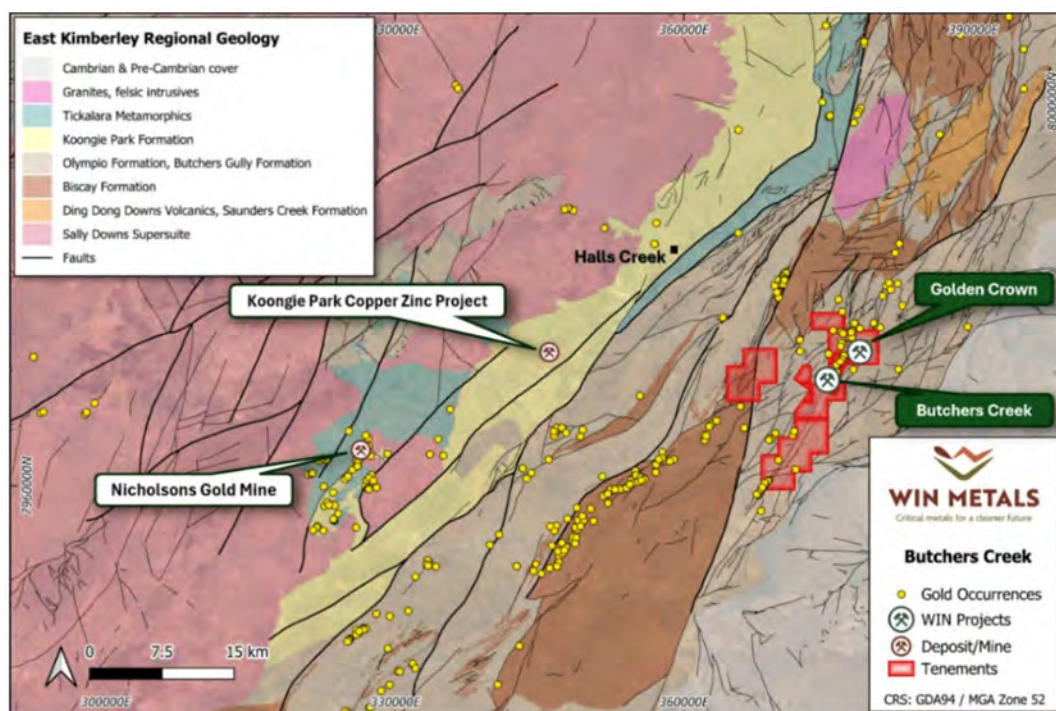 330000E
360000E
390000E
8000000N
East Kimberley Regional Geology
Cambrian & Pre-Cambrian cover
Granites, felsic intrusives
Tickalara Metamorphics
Koongie Park Formation
Olympio Formation, Butchers Gully Formation
Biscay Formation
Ding Dong Downs Volcanics, Saunders Creek Formation
Sally Downs Supersuite
Faults
Halls Creek
Koongie Park Copper Zinc Project
Golden Crown
Butchers Creek
Nicholsons Gold Mine
7960000N
WIN METALS
Critical metals for a cleaner future
Butchers Creek
Gold Occurrences
WIN Projects
Deposit/Mine
Tenements
CRS: GDA94 / MGA Zone 52
0 7.5 15 km
300000E
330000E
360000E